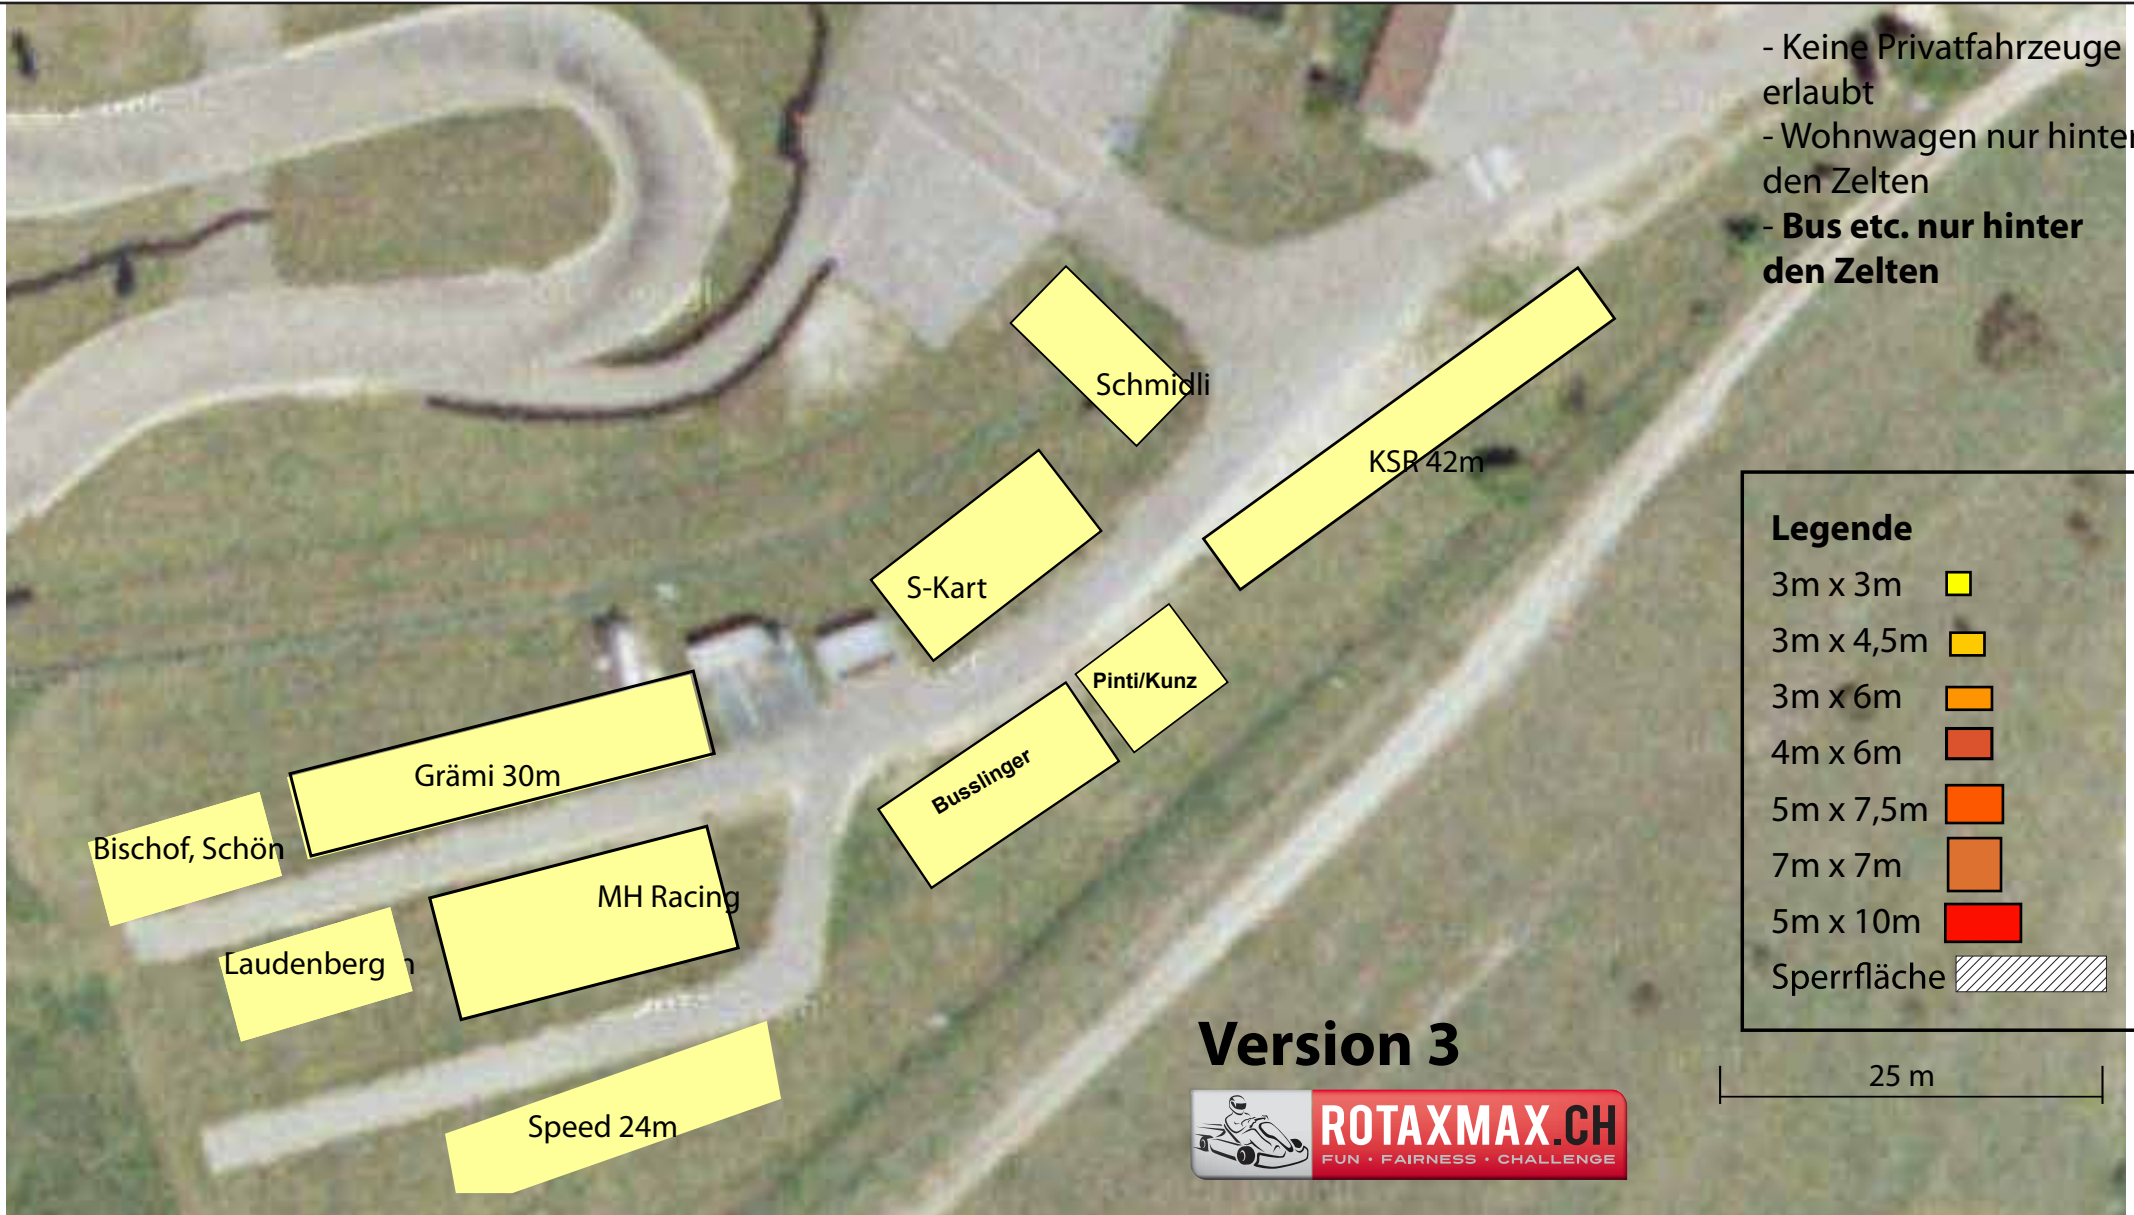 - Keine Privatfahrzeuge
erlaubt
- Wohnwagen nur hinter
den Zelten
- Bus etc. nur hinter
den Zelten
Schmidli
KSR 42m
S-Kart
Pinti/Kunz
Busslinger
Grämi 30m
Bischof, Schön
MH Racing
Laudenberg
Speed 24m
Legende
3m x 3m
3m x 4,5m
3m x 6m
4m x 6m
5m x 7,5m
7m x 7m
5m x 10m
Sperrfläche
25 m
Version 3
ROTAXMAX.CH
FUN · FAIRNESS · CHALLENGE